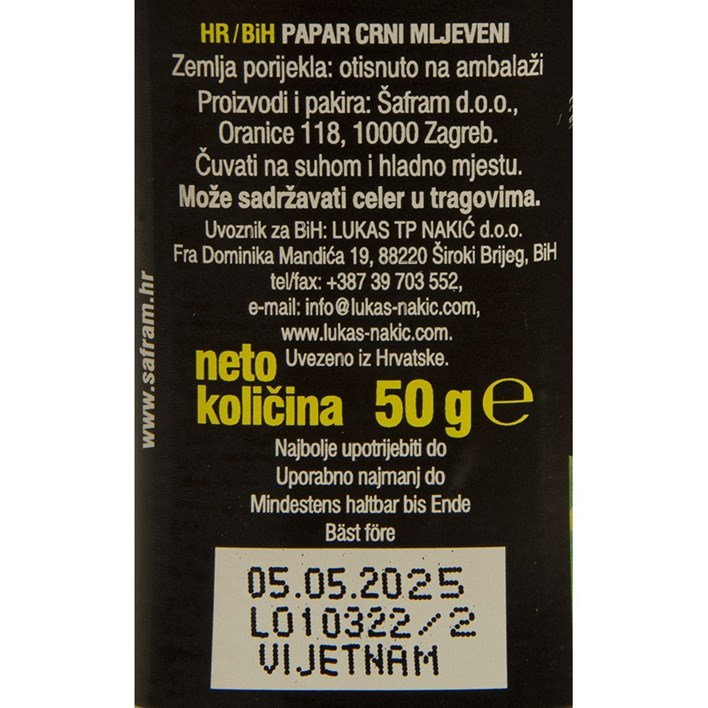 HR/BiH PAPAR CRNI MLJEVENI
Zemlja porijekla: otisnuto na ambalaži
Proizvodi i pakira: Šafram d.o.o.,
Oranice 118, 10000 Zagreb.
Čuvati na suhom i hladno mjestu.
Može sadržavati celer u tragovima.
Uvoznik za BiH: LUKAS TP NAKIĆ d.o.o.
Fra Dominika Mandića 19, 88220 Široki Brijeg, BiH
tel/fax: +387 39 703 552,
e-mail: info@lukas-nakic.com,
www.lukas-nakic.com.
Uvezeno iz Hrvatske.
neto
količina 50 g e
Najbolje upotrijebiti do
Uporabno najmanj do
Mindestens haltbar bis Ende
Bäst före
05.05.2025
L010322/2
VIJETNAM
www.safram.hr